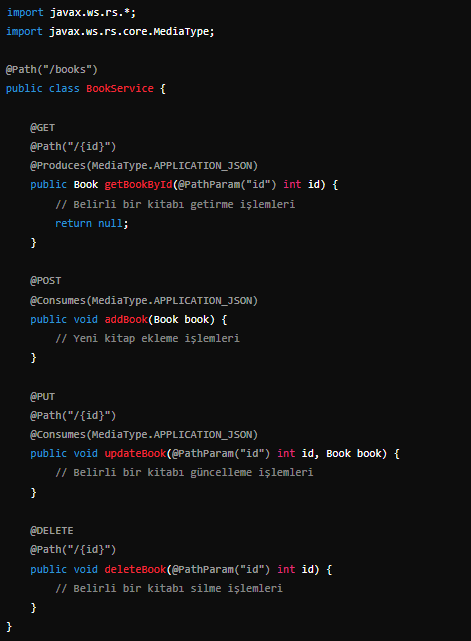 import javax.ws.rs.*;
import javax.ws.rs.core.MediaType;
@Path("/books")
public class BookService {
@GET
@Path("/{id}")
@Produces(MediaType.APPLICATION_JSON)
public Book getBookById(@PathParam("id") int id) {
// Belirli bir kitabı getirme işlemleri
return null;
}
@POST
@Consumes(MediaType.APPLICATION_JSON)
public void addBook(Book book) {
// Yeni kitap ekleme işlemleri
}
@PUT
@Path("/{id}")
@Consumes(MediaType.APPLICATION_JSON)
public void updateBook(@PathParam("id") int id, Book book) {
// Belirli bir kitabı güncelleme işlemleri
}
@DELETE
@Path("/{id}")
public void deleteBook(@PathParam("id") int id) {
// Belirli bir kitabı silme işlemleri
}
}